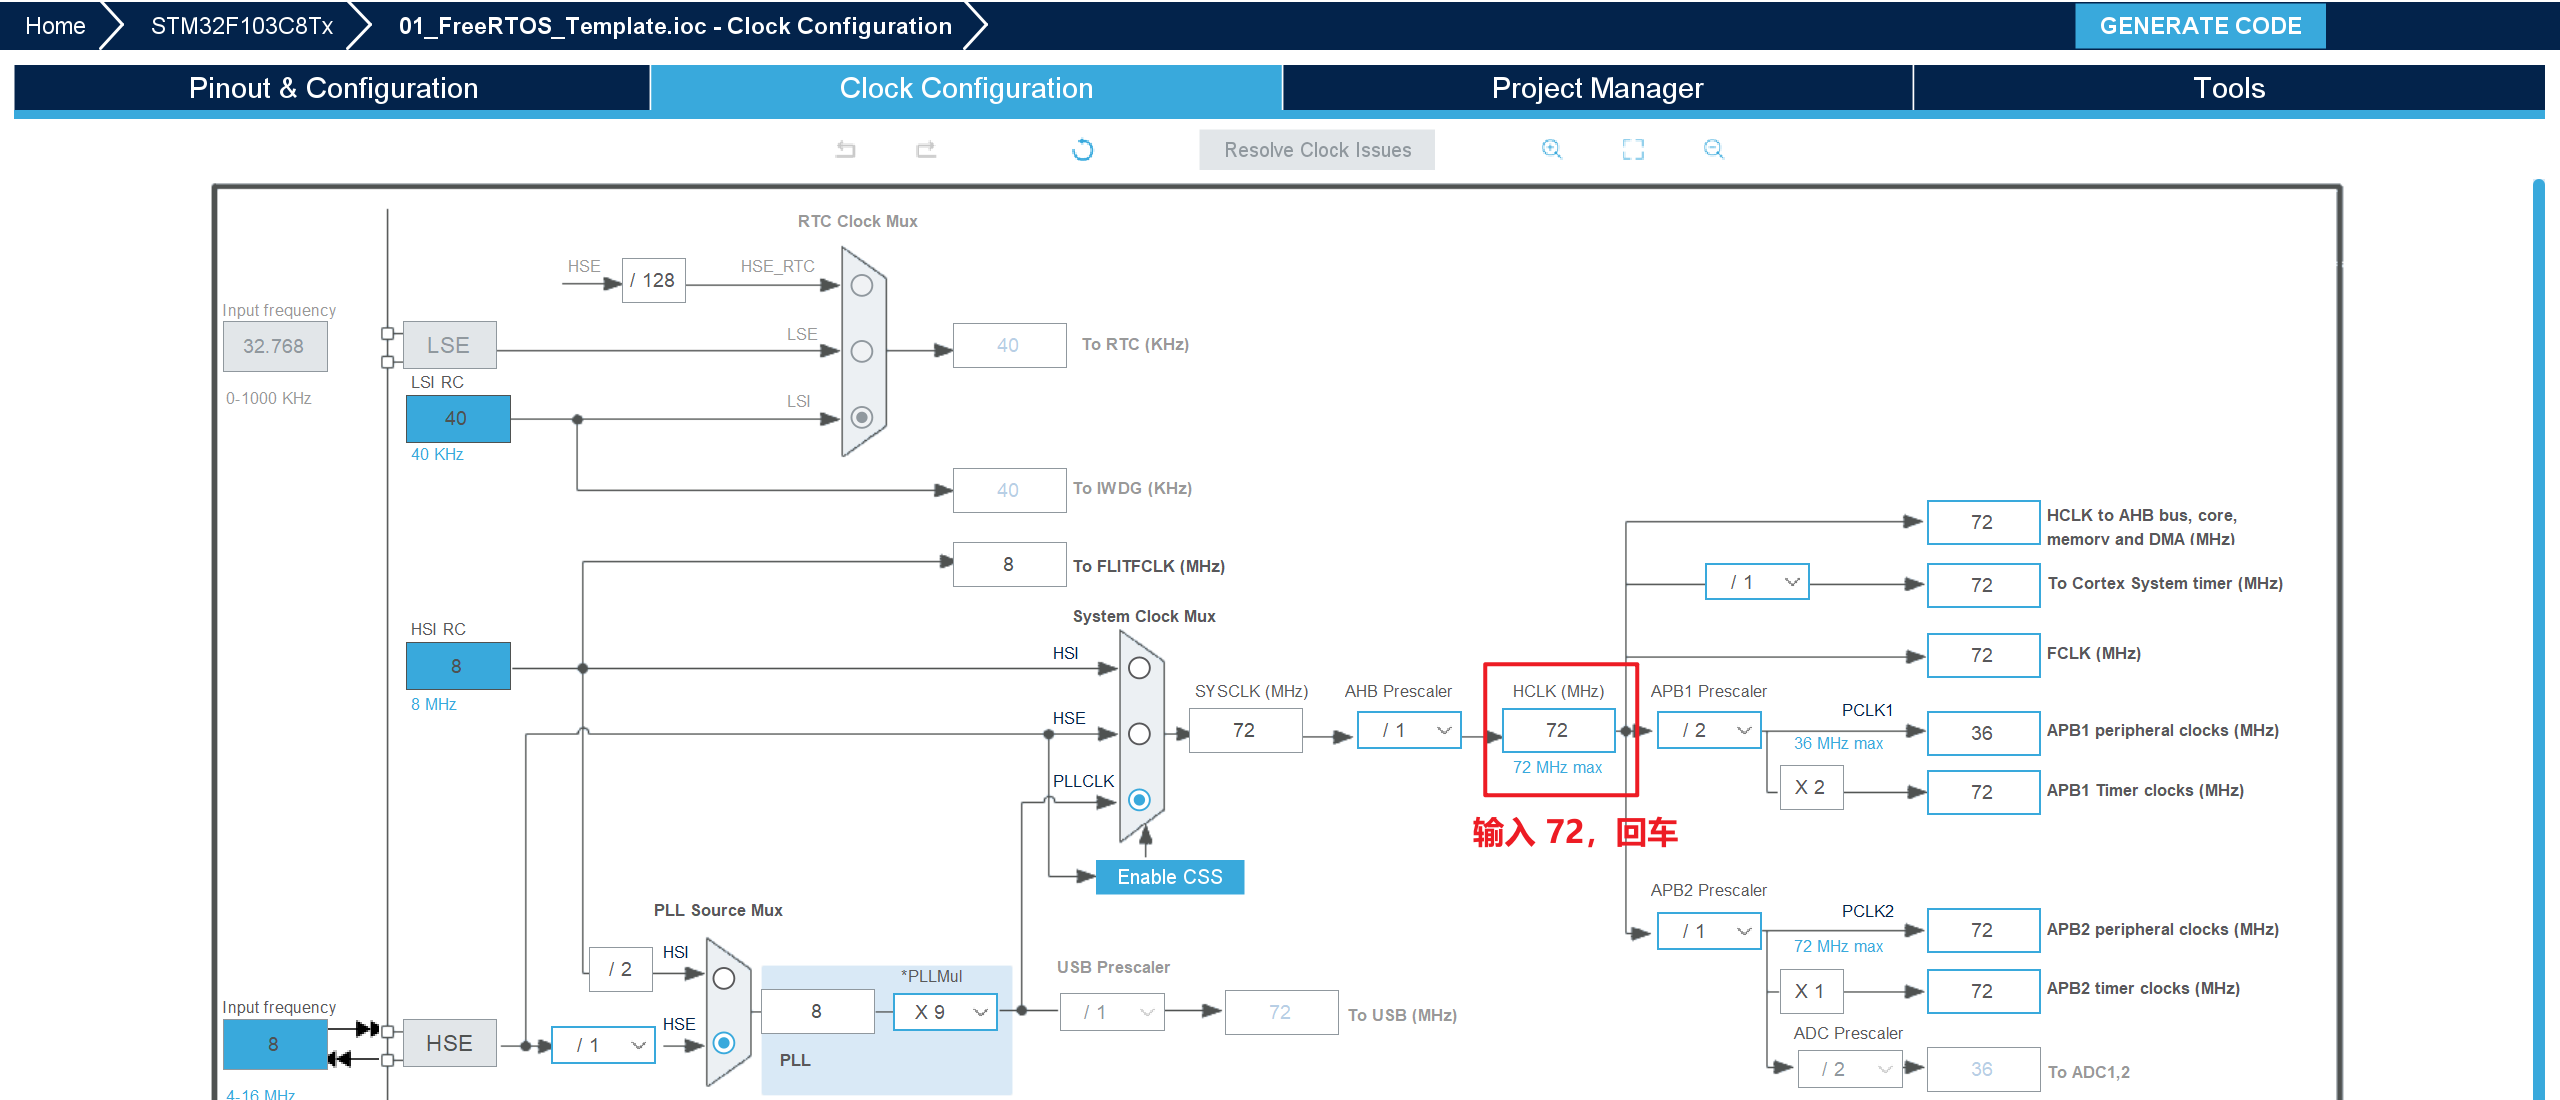 Home
STM32F103C8Tx
01_FreeRTOS_Template.ioc - Clock Configuration
GENERATE CODE
Pinout & Configuration
Clock Configuration
Project Manager
Tools
Resolve Clock Issues
RTC Clock Mux
HSE
/ 128
HSE_RTC
Input frequency
32.768
0-1000 KHz
LSE
LSE
40
To RTC (KHz)
LSI RC
40
40 KHz
LSI
40
To IWDG (KHz)
8
To FLITFCLK (MHz)
HSI RC
8
8 MHz
System Clock Mux
HSI
HSE
PLLCLK
SYSCLK (MHz)
72
AHB Prescaler
/ 1
HCLK (MHz)
72
72 MHz max
输入 72，回车
Enable CSS
72
HCLK to AHB bus, core,
memory and DMA (MHz)
/ 1
72
To Cortex System timer (MHz)
72
FCLK (MHz)
APB1 Prescaler
/ 2
PCLK1
36 MHz max
36
APB1 peripheral clocks (MHz)
X 2
72
APB1 Timer clocks (MHz)
APB2 Prescaler
/ 1
PCLK2
72 MHz max
72
APB2 peripheral clocks (MHz)
X 1
72
APB2 timer clocks (MHz)
ADC Prescaler
/ 2
36
To ADC1,2
PLL Source Mux
HSI
/ 2
HSE
Input frequency
8
4-16 MHz
HSE
/ 1
8
*PLLMul
X 9
PLL
USB Prescaler
/ 1
72
To USB (MHz)